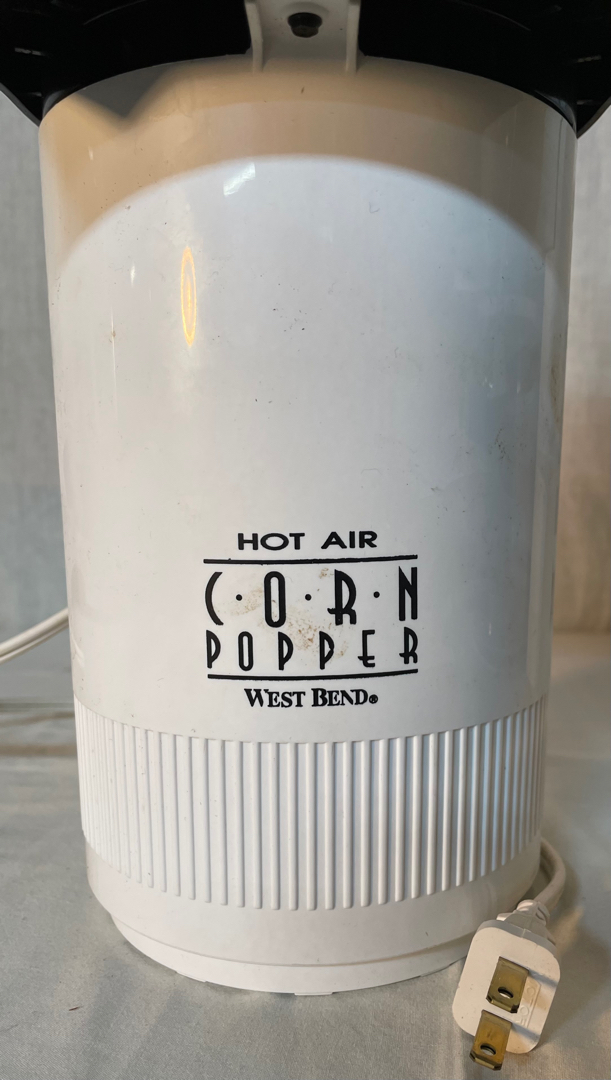 HOT AIR
C·O·R·N
POPPER
WEST BEND®